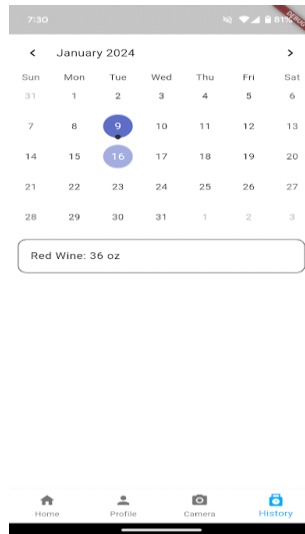 7:30 81%
DEBUG
January 2024
Sun Mon Tue Wed Thu Fri Sat
31 1 2 3 4 5 6
7 8 9 10 11 12 13
14 15 16 17 18 19 20
21 22 23 24 25 26 27
28 29 30 31 1 2 3
Red Wine: 36 oz
Home Profile Camera History